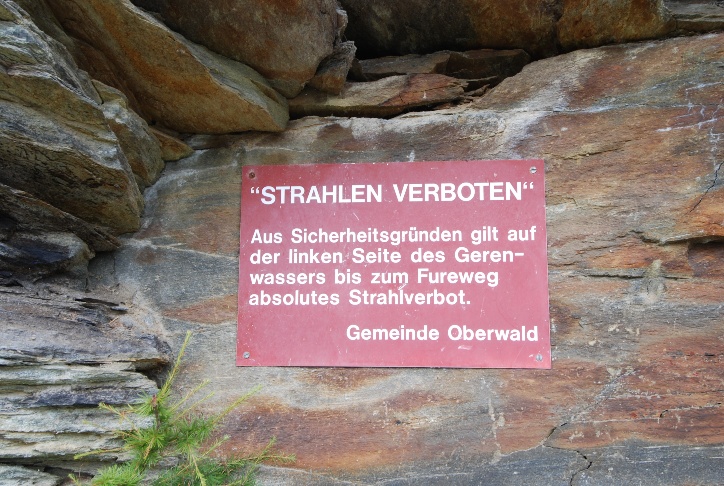 “STRAHLEN VERBOTEN“
Aus Sicherheitsgründen gilt auf
der linken Seite des Geren-
wassers bis zum Fureweg
absolutes Strahlverbot.
Gemeinde Oberwald